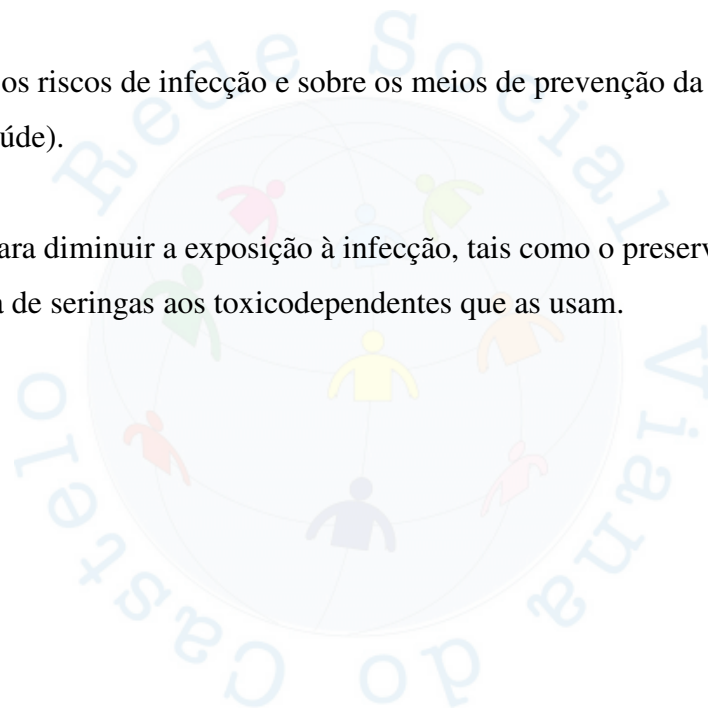 os riscos de infecção e sobre os meios de prevenção da
úde).
ara diminuir a exposição à infecção, tais como o preserv
a de seringas aos toxicodependentes que as usam.
Rede Social Viana do Castelo